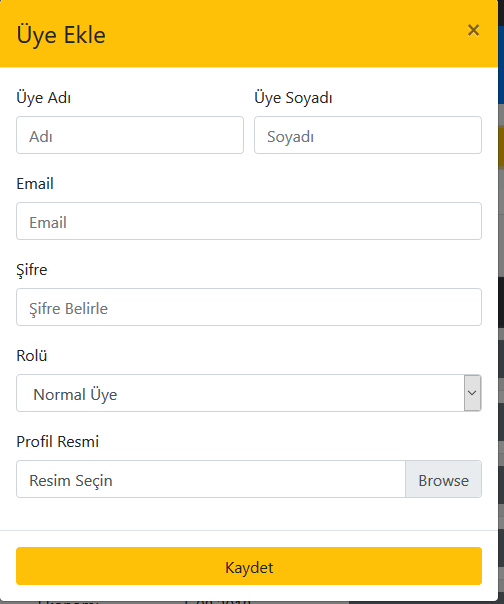 Üye Ekle ×
Üye Adı Üye Soyadı
Adı Soyadı
Email
Email
Şifre
Şifre Belirle
Rolü
Normal Üye
Profil Resmi
Resim Seçin Browse
Kaydet